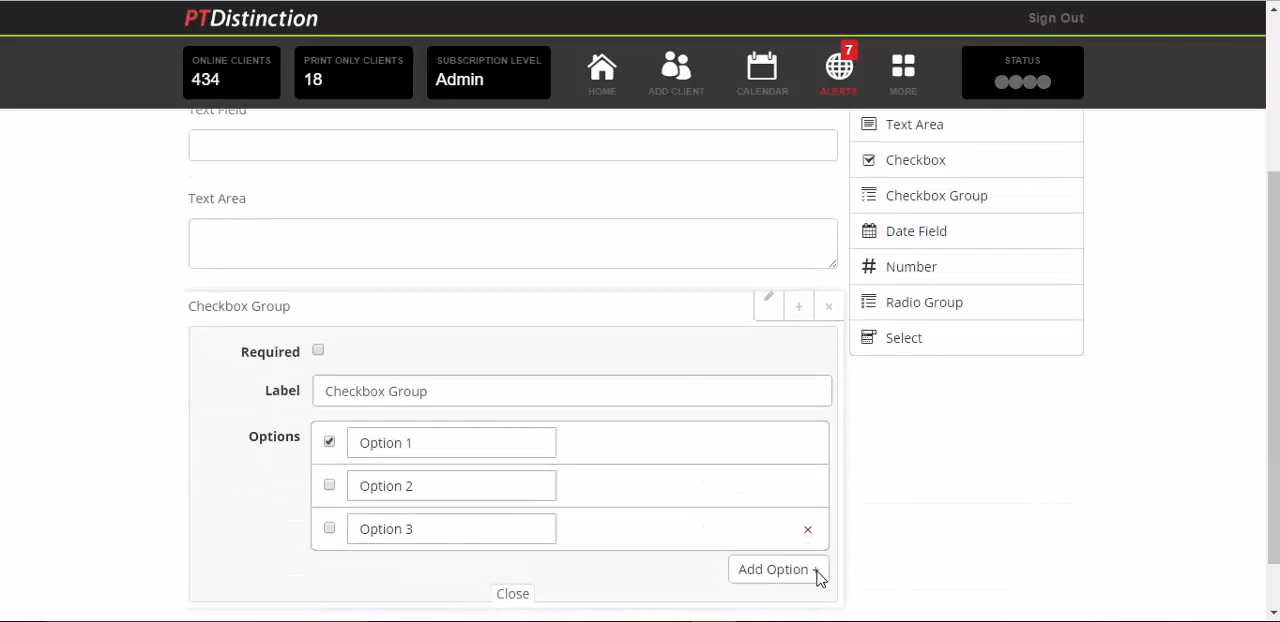 PTDistinction
Sign Out
ONLINE CLIENTS
434
PRINT ONLY CLIENTS
18
SUBSCRIPTION LEVEL
Admin
HOME
ADD CLIENT
CALENDAR
7
ALERTS
MORE
STATUS
Text Field
Text Area
Checkbox Group
Required
Label
Checkbox Group
Options
Option 1
Option 2
Option 3
×
Add Option +
Close
Text Area
Checkbox
Checkbox Group
Date Field
Number
Radio Group
Select